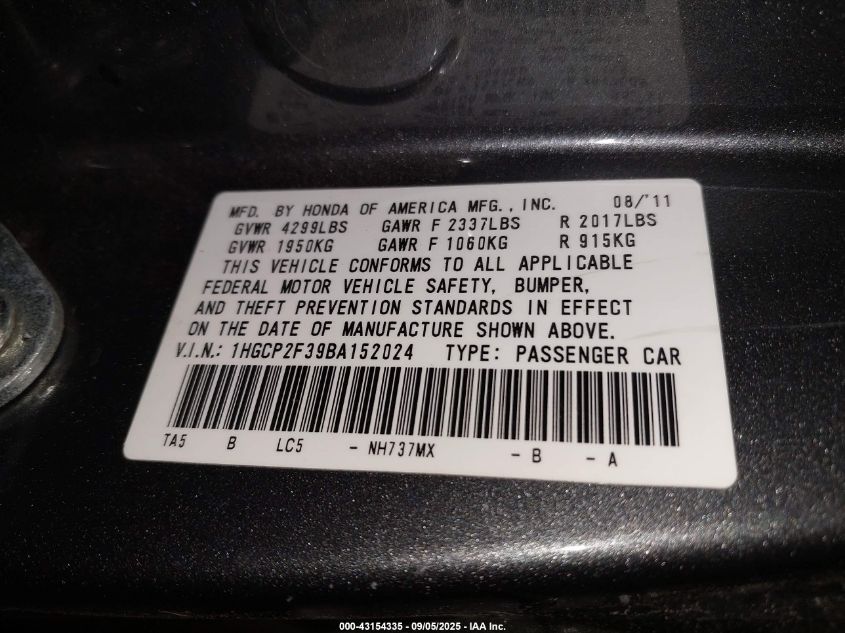 MFD. BY HONDA OF AMERICA MFG., INC. 08/'11
GVWR 4299LBS GAWR F 2337LBS R 2017LBS
GVWR 1950KG GAWR F 1060KG R 915KG
THIS VEHICLE CONFORMS TO ALL APPLICABLE
FEDERAL MOTOR VEHICLE SAFETY, BUMPER,
AND THEFT PREVENTION STANDARDS IN EFFECT
ON THE DATE OF MANUFACTURE SHOWN ABOVE.
V.I.N.: 1HGCP2F39BA152024 TYPE: PASSENGER CAR
TA5 B LC5 - NH737MX - B - A
000-43154335 - 09/05/2025 - IAA Inc.